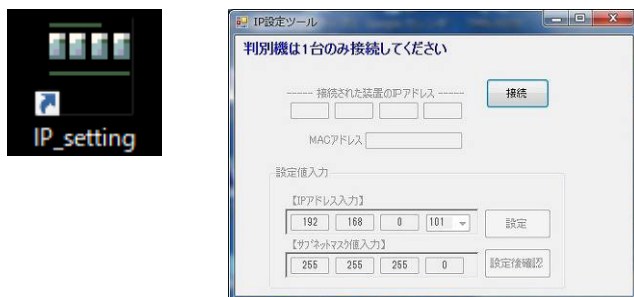 IP_setting
IP設定ツール
判別機は1台のみ接続してください
------ 接続された装置のIPアドレス ------
接続
MACアドレス
設定値入力
【IPアドレス入力】
192 168 0 101
設定
【サブネットマスク値入力】
255 255 255 0
設定後確認